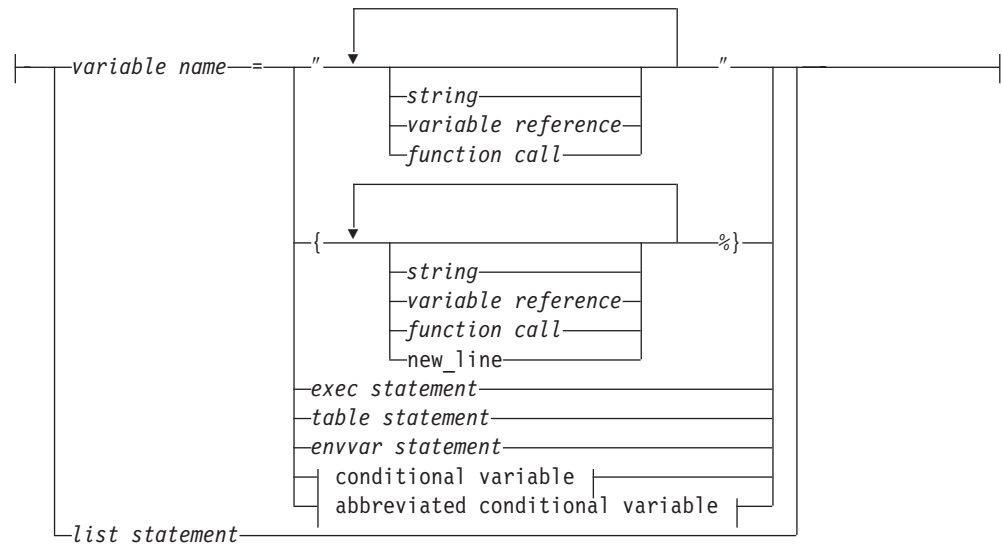 variable name = " "
string
variable reference
function call
{ %}
string
variable reference
function call
new_line
exec statement
table statement
envvar statement
conditional variable
abbreviated conditional variable
list statement